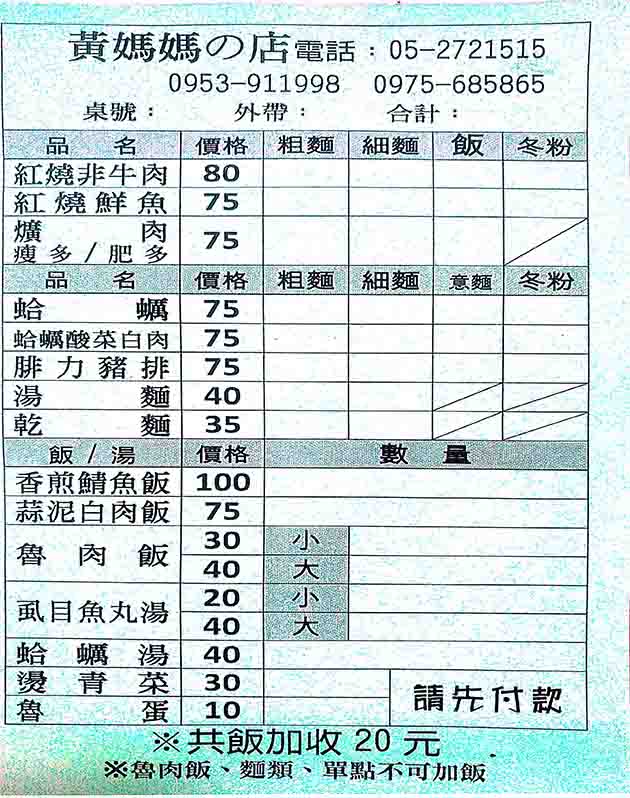 黃媽媽の店電話：05-2721515
0953-911998 0975-685865
桌號： 外帶： 合計：
品名 價格 粗麵 細麵 飯 冬粉
紅燒非牛肉 80
紅燒鮮魚 75
爌肉 75
瘦多/肥多
品名 價格 粗麵 細麵 意麵 冬粉
蛤蠣 75
蛤蠣酸菜白肉 75
腓力豬排 75
湯麵 40
乾麵 35
飯/湯 價格 數量
香煎鯖魚飯 100
蒜泥白肉飯 75
魯肉飯 30 小
40 大
虱目魚丸湯 20 小
40 大
蛤蠣湯 40
燙青菜 30
魯蛋 10
請先付款
※共飯加收20元
※魯肉飯、麵類、單點不可加飯